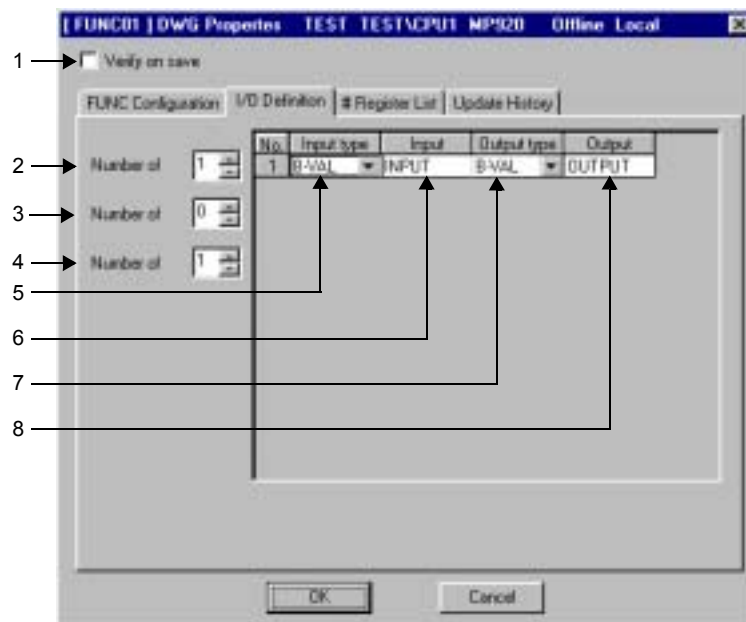 [ FUNC01 ] DWG Properties TEST TEST\CPU1 MP920 Offline Local
1
Verify on save
FUNC Configuration
I/O Definition
# Register List
Update History
No. Input type Input Output type Output
1 B-VAL INPUT B-VAL OUTPUT
2
Number of 1
3
Number of 0
4
Number of 1
5
6
7
8
OK
Cancel